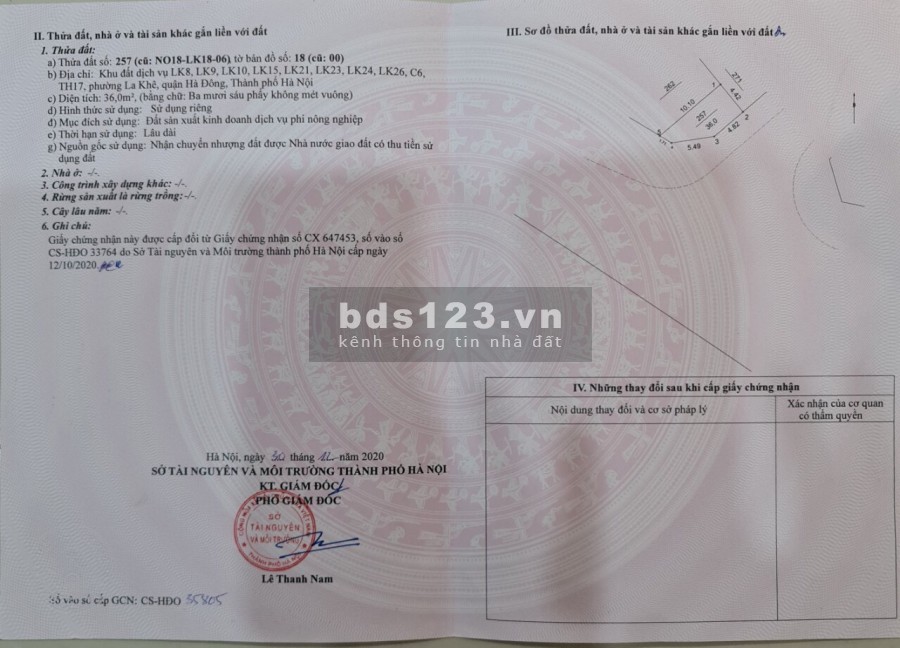 II. Thửa đất, nhà ở và tài sản khác gắn liền với đất
1. Thửa đất:
a) Thửa đất số: 257 (cũ: NO18-LK18-06) tờ bản đồ số: 18 (cũ: 00)
b) Địa chỉ: Khu đất dịch vụ LK8, LK9, LK10, LK15, LK21, LK23, LK24, LK26, C6,
TH17, phường La Khê, quận Hà Đông, Thành phố Hà Nội
c) Diện tích: 36,0m², (bằng chữ: Ba mươi sáu phẩy không mét vuông)
d) Hình thức sử dụng: Sử dụng riêng
đ) Mục đích sử dụng: Đất sản xuất kinh doanh dịch vụ phi nông nghiệp
e) Thời hạn sử dụng: Lâu dài
g) Nguồn gốc sử dụng: Nhận chuyển nhượng đất được Nhà nước giao đất có thu tiền sử
dụng đất
2. Nhà ở: -/-.
3. Công trình xây dựng khác: -/-.
4. Rừng sản xuất là rừng trồng:-/-.
5. Cây lâu năm: -/-.
6. Ghi chú:
Giấy chứng nhận này được cấp đổi từ Giấy chứng nhận số CX 647453, số vào sổ
CS-HĐO 33764 do Sở Tài nguyên và Môi trường thành phố Hà Nội cấp ngày
12/10/2020.
Hà Nội, ngày 30 tháng 12 năm 2020
SỞ TÀI NGUYÊN VÀ MÔI TRƯỜNG THÀNH PHỐ HÀ NỘI
KT. GIÁM ĐỐC
PHÓ GIÁM ĐỐC
SỞ
TÀI NGUYÊN
VÀ MÔI TRƯỜNG
THÀNH PHỐ HÀ NỘI
Lê Thanh Nam
Số vào sổ cấp GCN: CS-HĐO 35805
III. Sơ đồ thửa đất, nhà ở và tài sản khác gắn liền với đất
262
271
1
10.10
4.42
257
36,0
2
4.82
3
5.49
bds123.vn
kênh thông tin nhà đất
IV. Những thay đổi sau khi cấp giấy chứng nhận
Nội dung thay đổi và cơ sở pháp lý
Xác nhận của cơ quan
có thẩm quyền